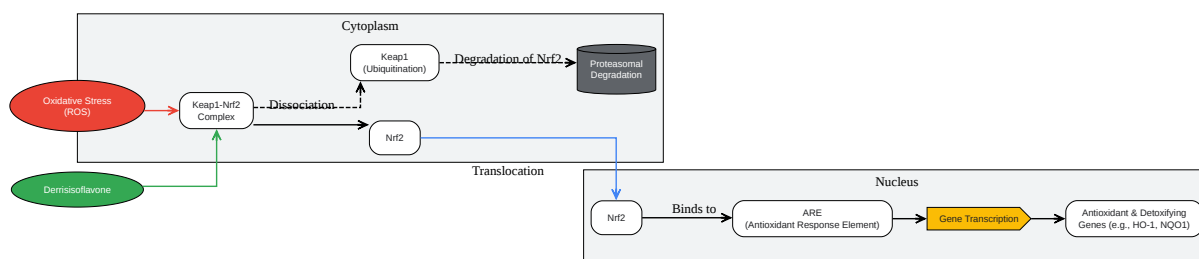 Cytoplasm
Keap1
(Ubiquitination)
Degradation of Nrf2
Proteasomal
Degradation
Oxidative Stress
(ROS)
Keap1-Nrf2
Complex
Dissociation
Nrf2
Translocation
Derrisisoflavone
Nucleus
Nrf2
Binds to
ARE
(Antioxidant Response Element)
Gene Transcription
Antioxidant & Detoxifying
Genes (e.g., HO-1, NQO1)